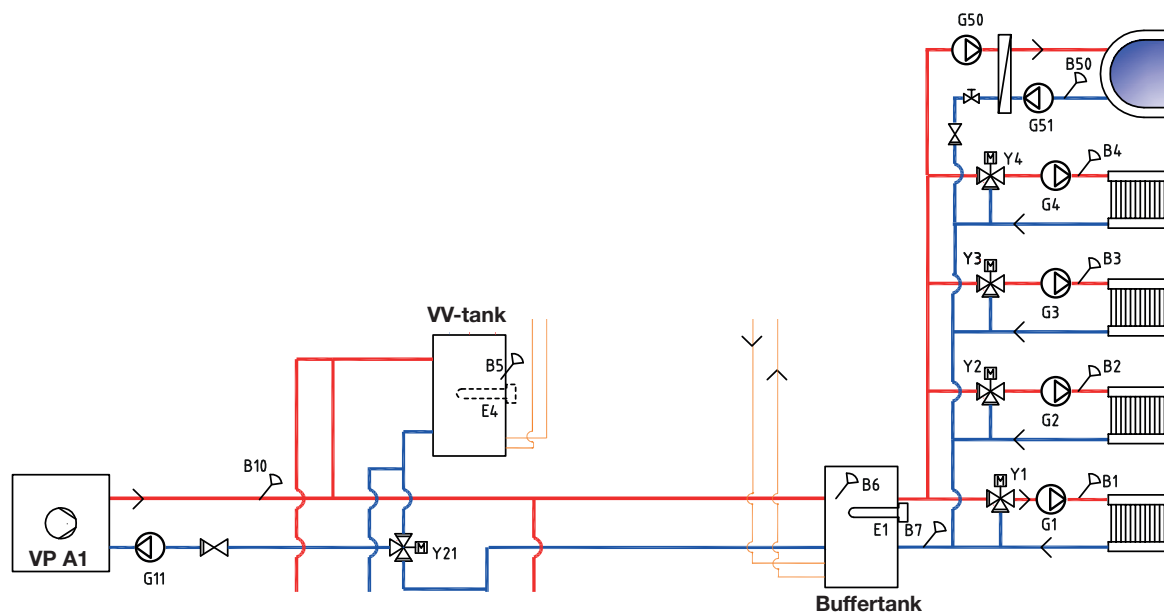 G50
B50
G51
M
Y4
B4
G4
Y3
M
B3
G3
VV-tank
B5
E4
Y2
M
B2
G2
B10
B6
M
Y1
B1
G1
E1
B7
VP A1
G11
M
Y21
Buffertank